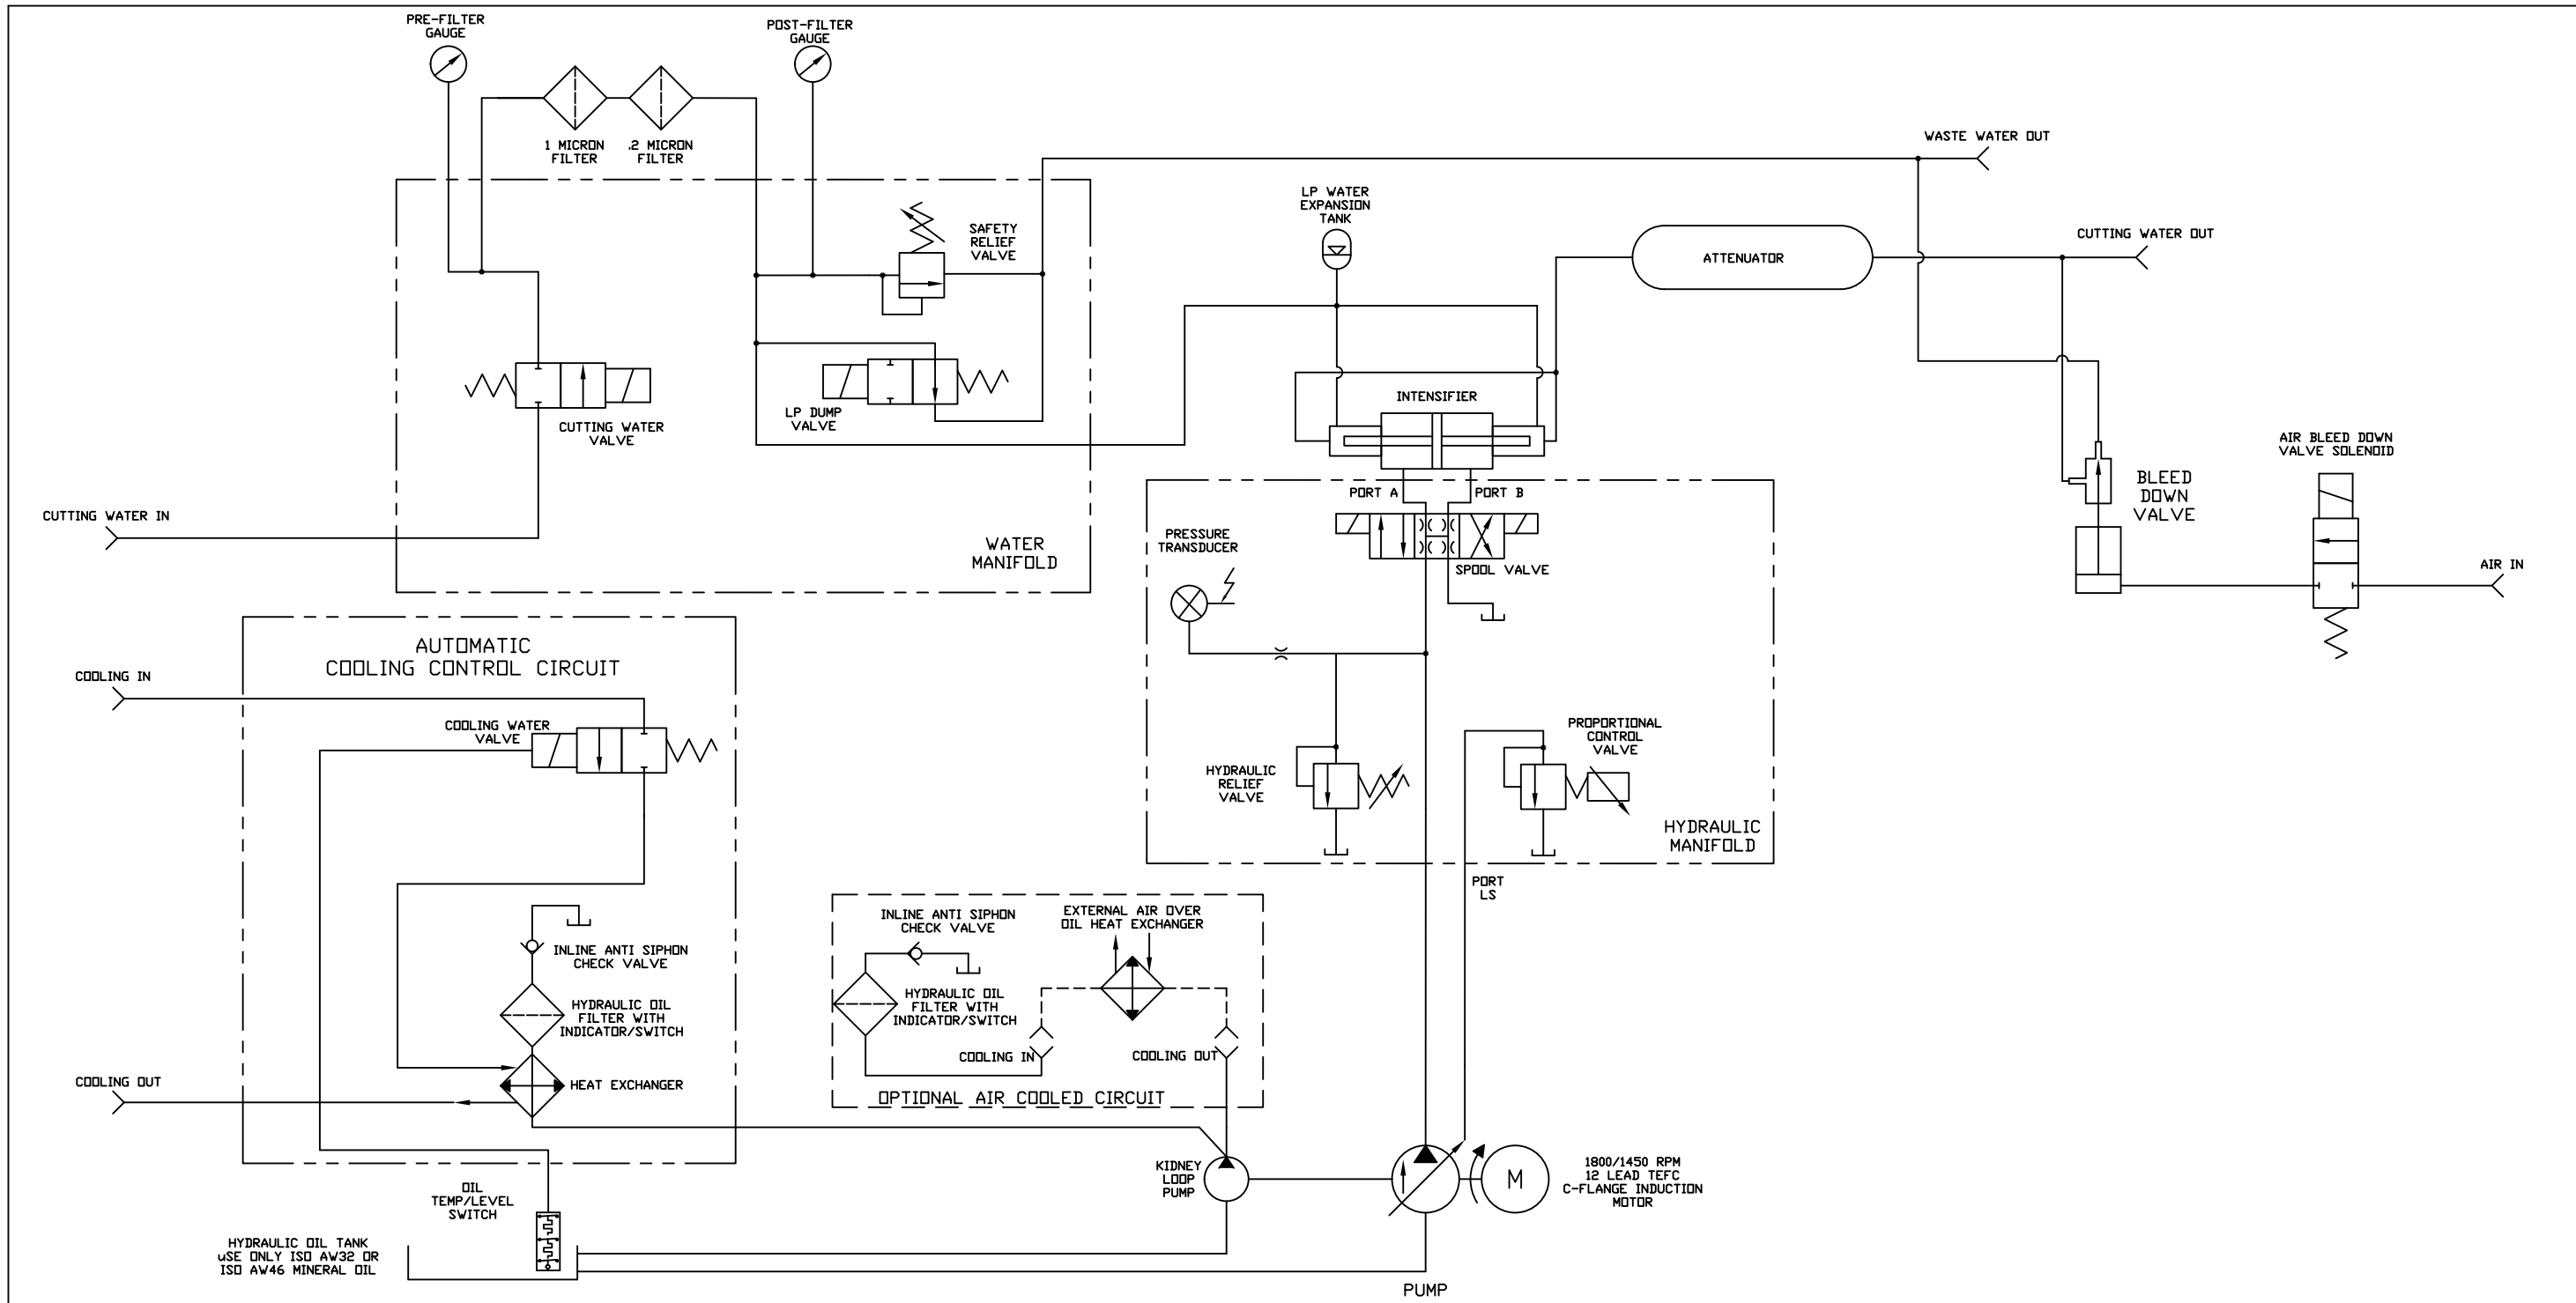 PRE-FILTER
GAUGE
POST-FILTER
GAUGE
1 MICRON
FILTER
.2 MICRON
FILTER
WASTE WATER OUT
LP WATER
EXPANSION
TANK
SAFETY
RELIEF
VALVE
CUTTING WATER OUT
ATTENUATOR
INTENSIFIER
LP DUMP
VALVE
CUTTING WATER
VALVE
AIR BLEED DOWN
VALVE SOLENOID
BLEED
DOWN
VALVE
PORT A
PORT B
CUTTING WATER IN
WATER
MANIFOLD
PRESSURE
TRANSDUCER
SPOOL VALVE
AIR IN
AUTOMATIC
COOLING CONTROL CIRCUIT
COOLING IN
COOLING WATER
VALVE
PROPORTIONAL
CONTROL
VALVE
HYDRAULIC
RELIEF
VALVE
HYDRAULIC
MANIFOLD
PORT
LS
INLINE ANTI SIPHON
CHECK VALVE
EXTERNAL AIR OVER
OIL HEAT EXCHANGER
INLINE ANTI SIPHON
CHECK VALVE
HYDRAULIC OIL
FILTER WITH
INDICATOR/SWITCH
HYDRAULIC OIL
FILTER WITH
INDICATOR/SWITCH
COOLING IN
COOLING OUT
COOLING OUT
HEAT EXCHANGER
OPTIONAL AIR COOLED CIRCUIT
KIDNEY
LOOP
PUMP
M
1800/1450 RPM
12 LEAD TEFC
C-FLANGE INDUCTION
MOTOR
OIL
TEMP/LEVEL
SWITCH
HYDRAULIC OIL TANK
uSE ONLY ISO AW32 OR
ISO AW46 MINERAL OIL
PUMP